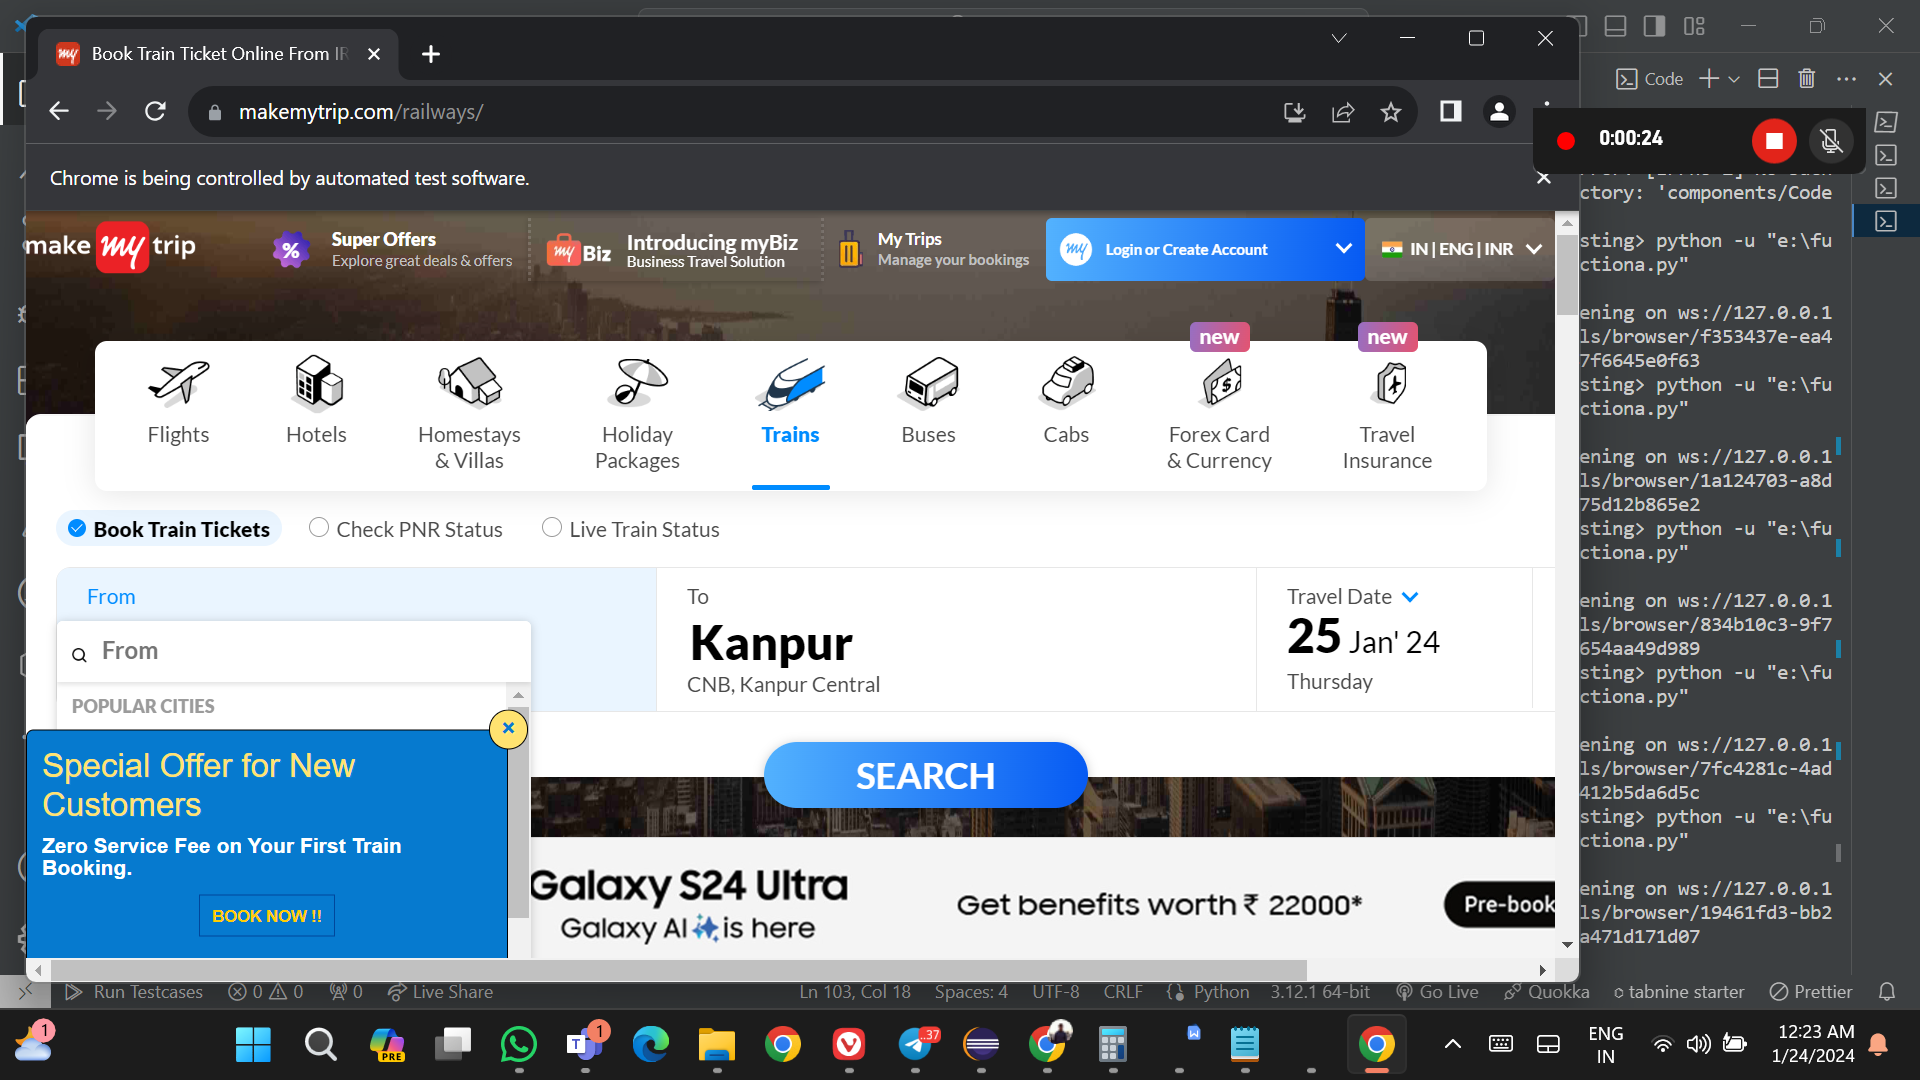 Book Train Ticket Online From IR
makemytrip.com/railways/
Code
0:00:24
Chrome is being controlled by automated test software.
make my trip
%
Super Offers
Explore great deals & offers
my Biz
Introducing myBiz
Business Travel Solution
My Trips
Manage your bookings
my
Login or Create Account
IN | ENG | INR
new
new
Flights
Hotels
Homestays
& Villas
Holiday
Packages
Trains
Buses
Cabs
Forex Card
& Currency
Travel
Insurance
Book Train Tickets
Check PNR Status
Live Train Status
From
From
POPULAR CITIES
To
Kanpur
CNB, Kanpur Central
Travel Date
25 Jan' 24
Thursday
SEARCH
Special Offer for New
Customers
Zero Service Fee on Your First Train
Booking.
BOOK NOW !!
Galaxy S24 Ultra
Galaxy AI is here
Get benefits worth ₹ 22000*
Pre-book
ctory: 'components/Code
sting> python -u "e:\fu
ctiona.py"
ening on ws://127.0.0.1
ls/browser/f353437e-ea4
7f6645e0f63
sting> python -u "e:\fu
ctiona.py"
ening on ws://127.0.0.1
ls/browser/1a124703-a8d
75d12b865e2
sting> python -u "e:\fu
ctiona.py"
ening on ws://127.0.0.1
ls/browser/834b10c3-9f7
654aa49d989
sting> python -u "e:\fu
ctiona.py"
ening on ws://127.0.0.1
ls/browser/7fc4281c-4ad
412b5da6d5c
sting> python -u "e:\fu
ctiona.py"
ening on ws://127.0.0.1
ls/browser/19461fd3-bb2
a471d171d07
Run Testcases
0
0
0
Live Share
Ln 103, Col 18
Spaces: 4
UTF-8
CRLF
Python
3.12.1 64-bit
Go Live
Quokka
tabnine starter
Prettier
1
PRE
1
37
ENG
IN
12:23 AM
1/24/2024